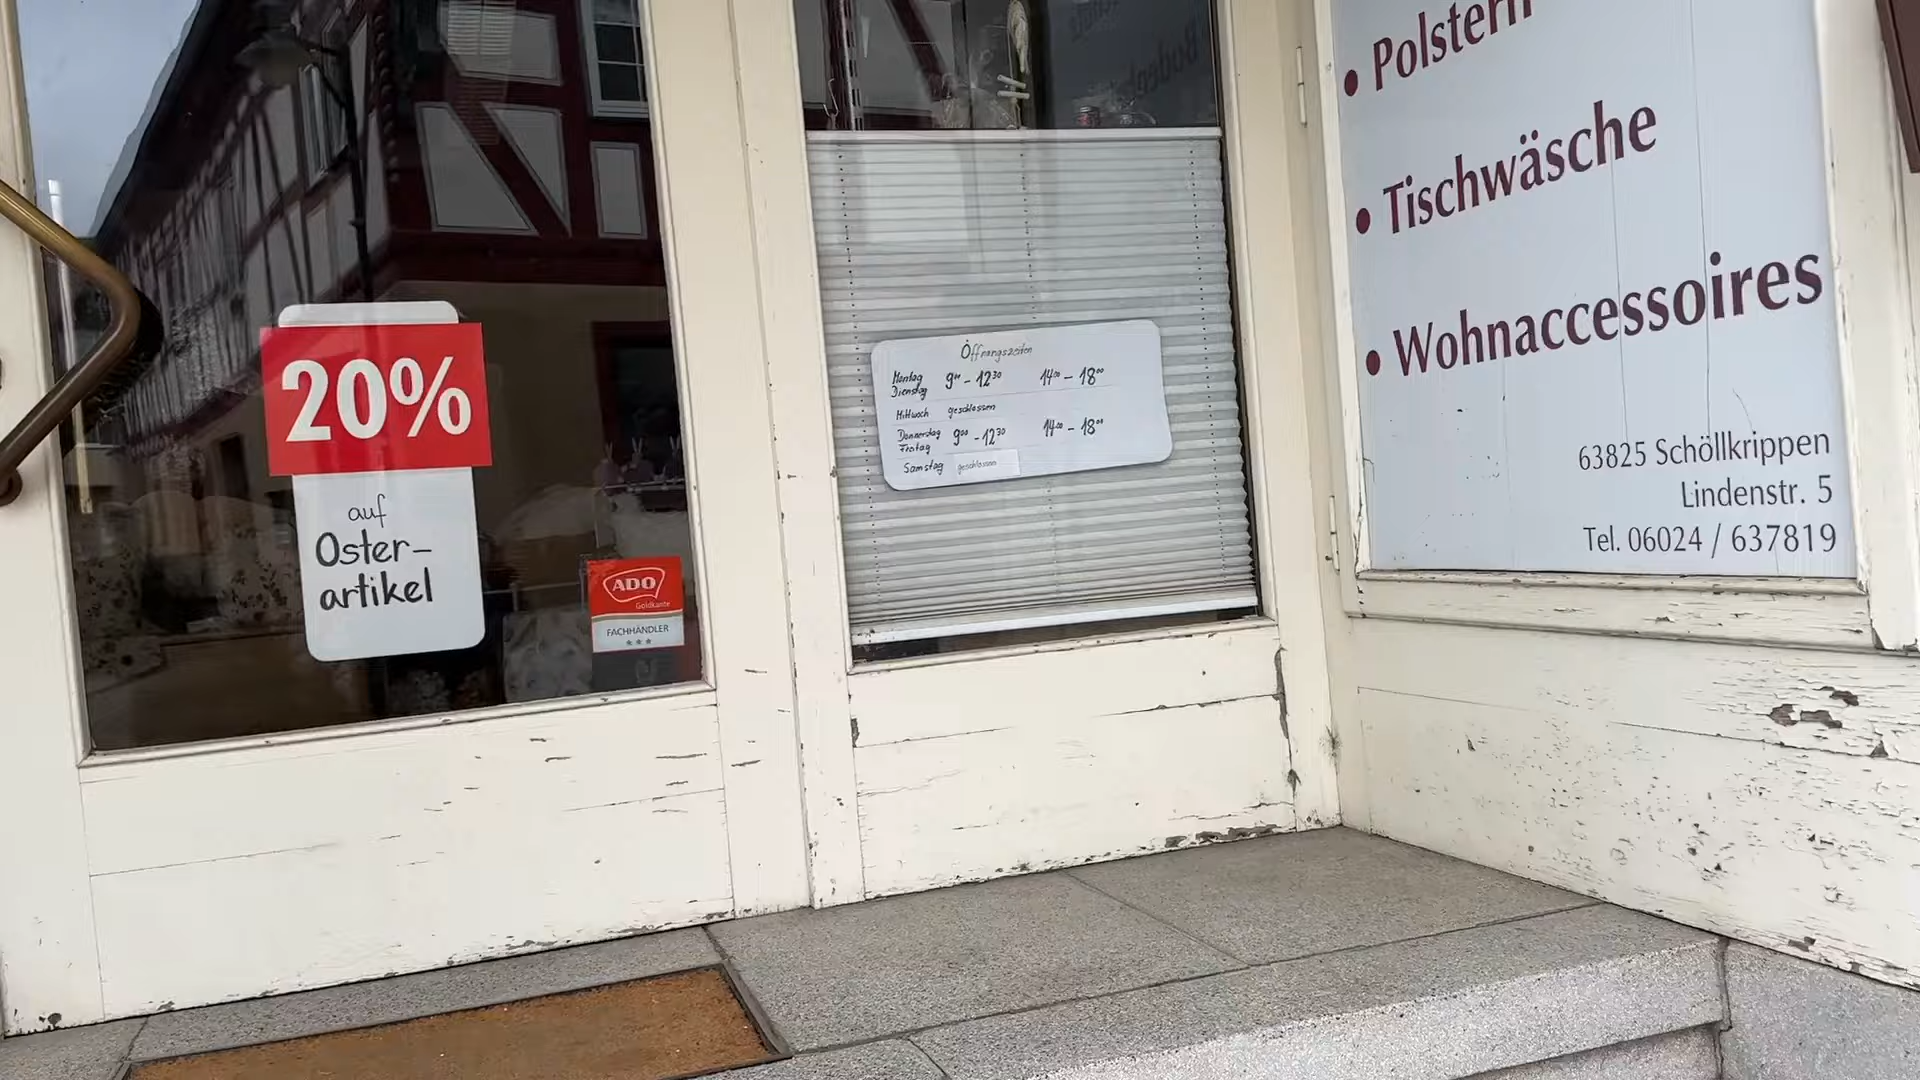 20%
auf
Oster-
artikel
ADO
Goldkante
FACHHÄNDLER
Öffnungszeiten
Montag
Dienstag
9⁰⁰ - 12³⁰ 14⁰⁰ - 18⁰⁰
Mittwoch geschlossen
Donnerstag
Freitag
9⁰⁰ - 12³⁰ 14⁰⁰ - 18⁰⁰
Samstag geschlossen
• Polstern
• Tischwäsche
• Wohnaccessoires
63825 Schöllkrippen
Lindenstr. 5
Tel. 06024 / 637819